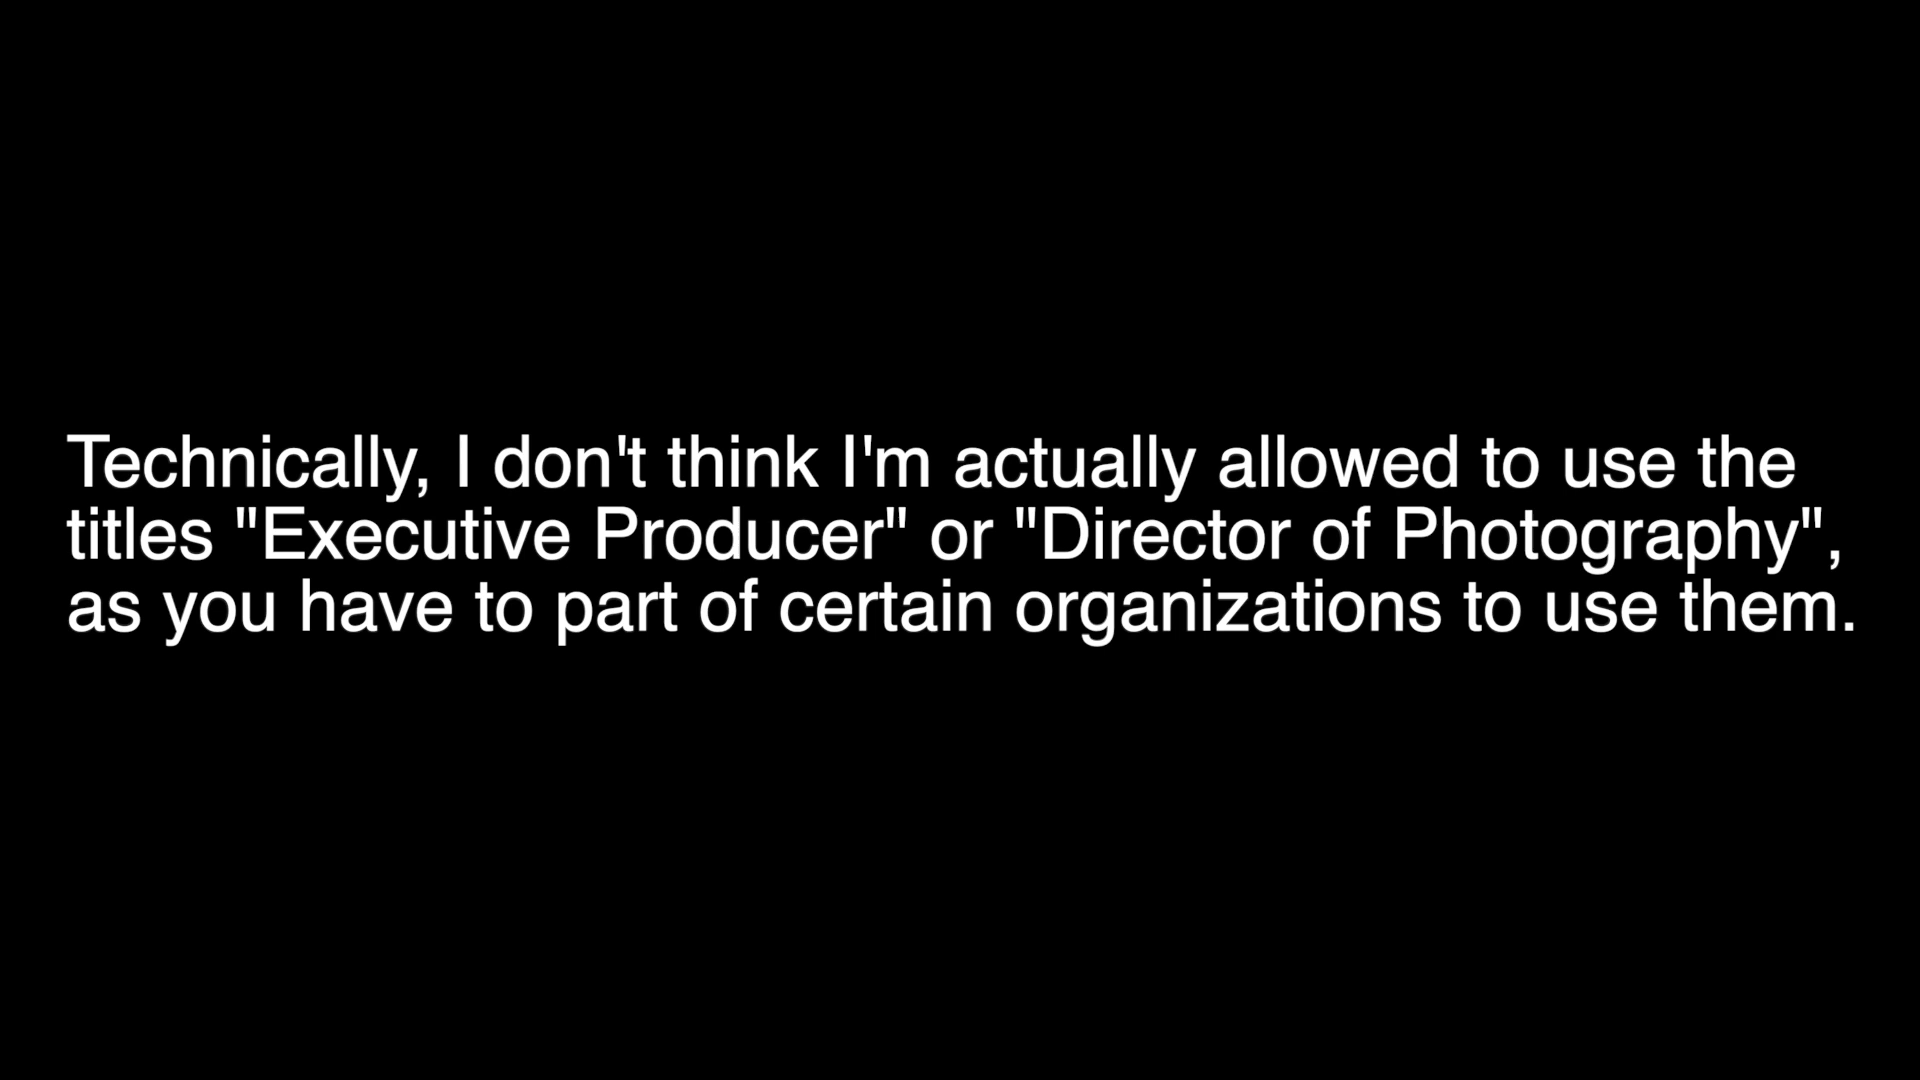 Technically, I don't think I'm actually allowed to use the
titles "Executive Producer" or "Director of Photography",
as you have to part of certain organizations to use them.